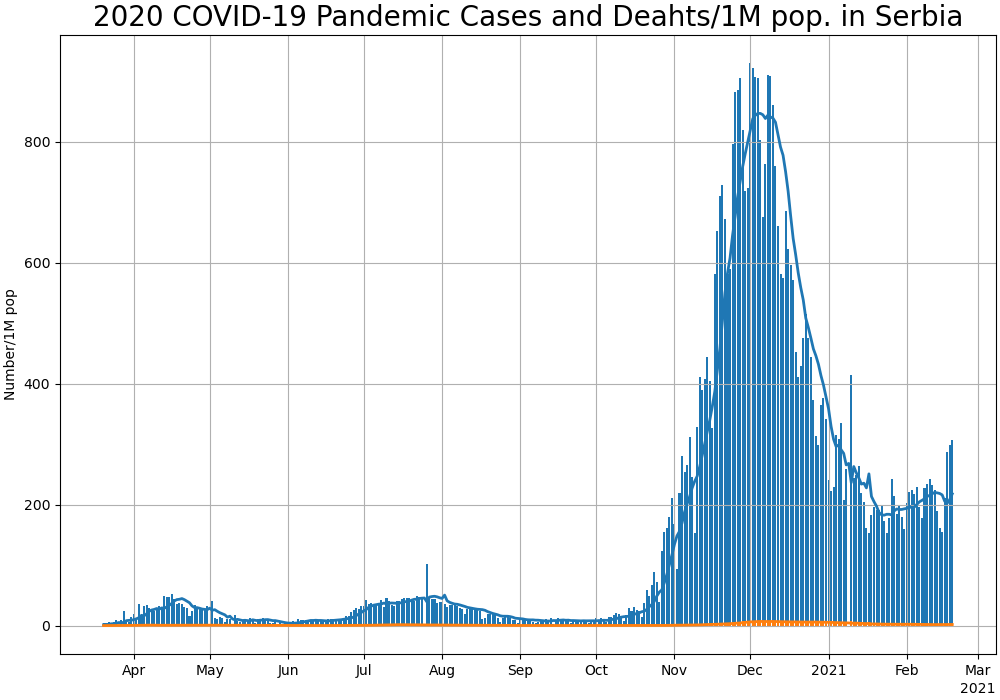 2020 COVID-19 Pandemic Cases and Deahts/1M pop. in Serbia
Number/1M pop
800
600
400
200
0
Apr May Jun Jul Aug Sep Oct Nov Dec 2021 Feb Mar
2021